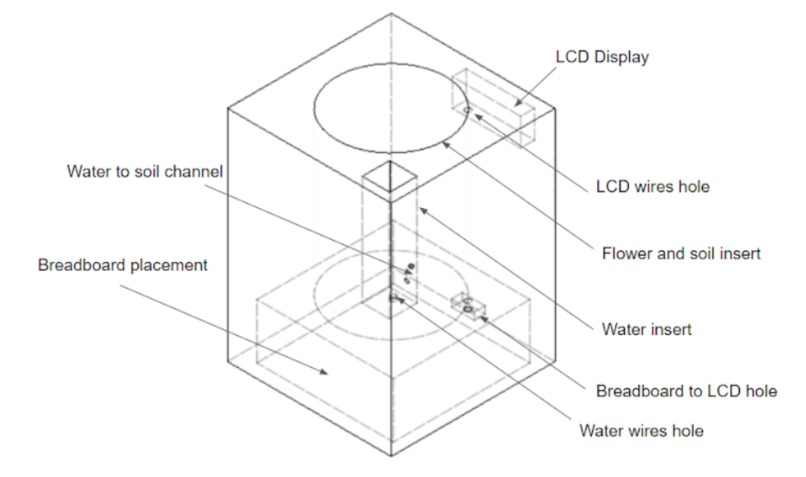 LCD Display
Water to soil channel
LCD wires hole
Flower and soil insert
Breadboard placement
Water insert
Breadboard to LCD hole
Water wires hole